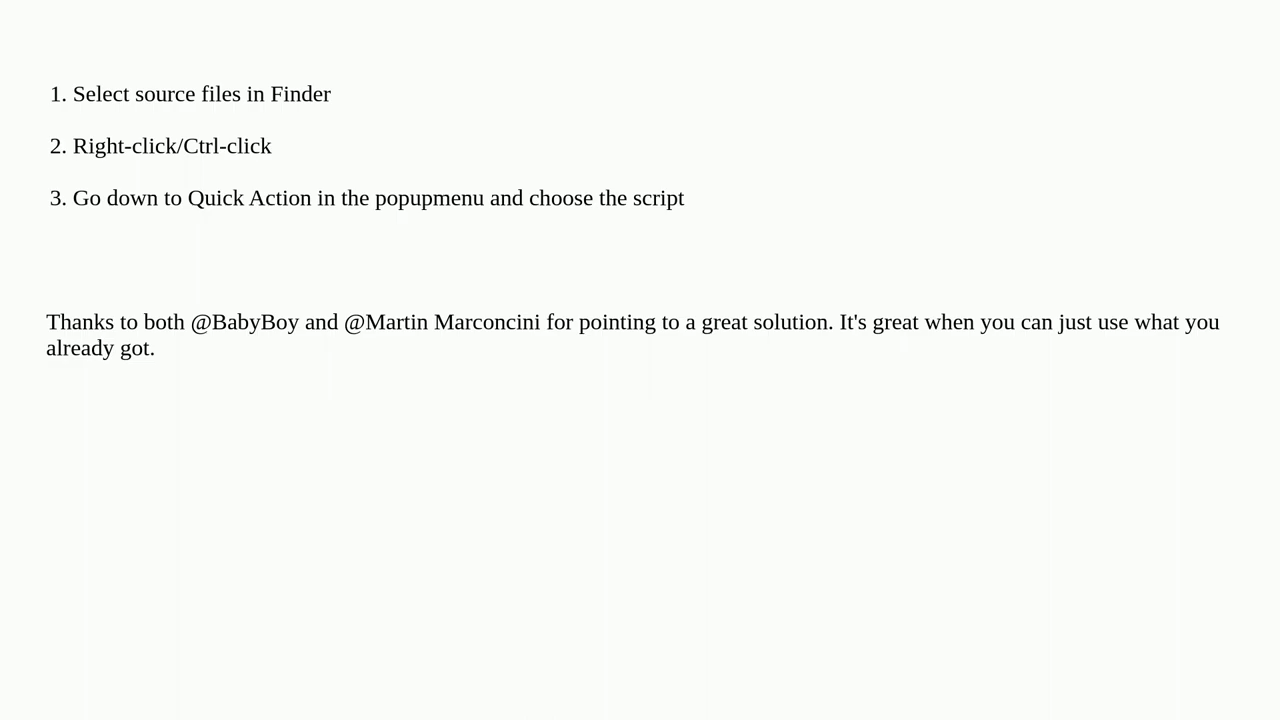 1. Select source files in Finder
2. Right-click/Ctrl-click
3. Go down to Quick Action in the popupmenu and choose the script
Thanks to both @BabyBoy and @Martin Marconcini for pointing to a great solution. It's great when you can just use what you
already got.